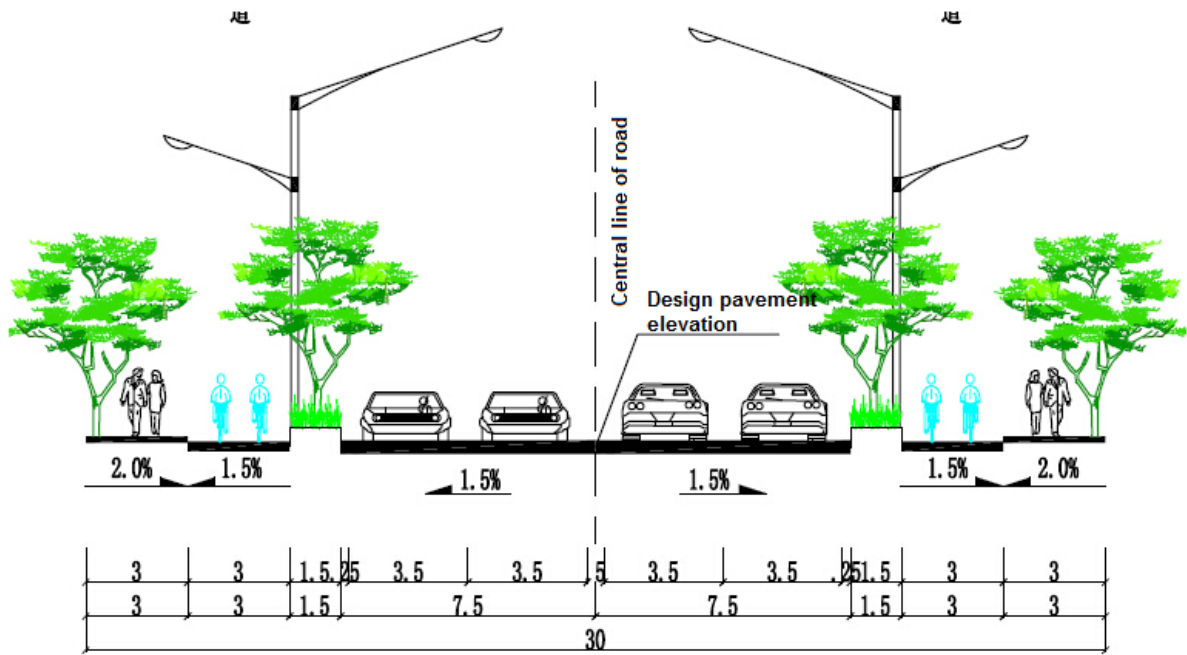 道 道
Central line of road
Design pavement
elevation
2.0% 1.5% 1.5% 1.5% 1.5% 2.0%
3 3 1.5 .25 3.5 3.5 5 3.5 3.5 .25 1.5 3 3
3 3 1.5 7.5 7.5 1.5 3 3
30